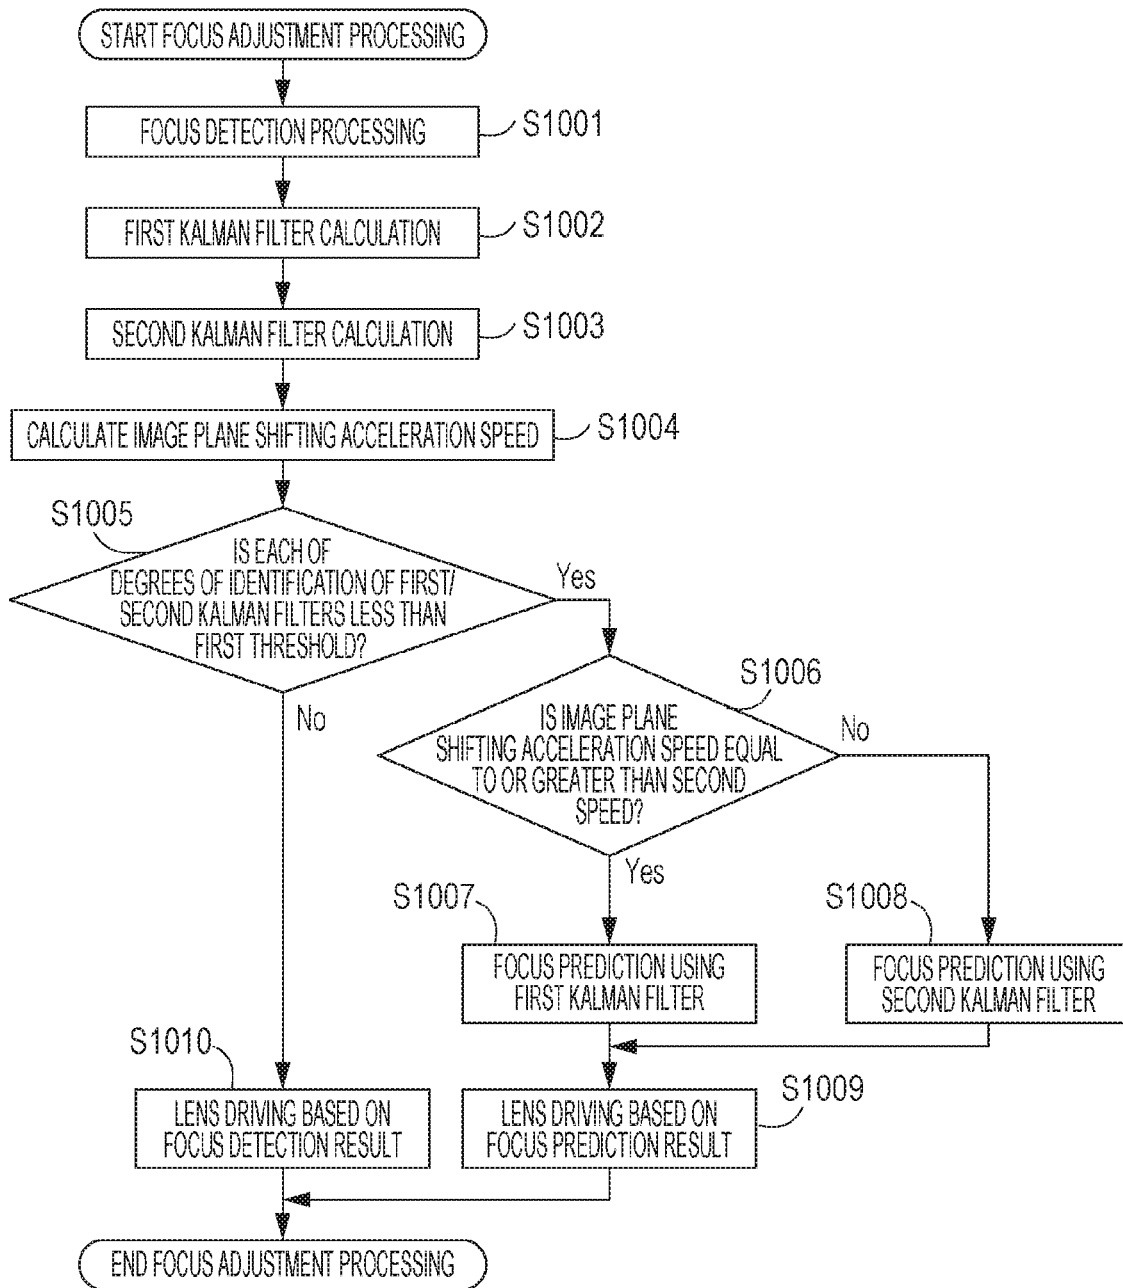 START FOCUS ADJUSTMENT PROCESSING
FOCUS DETECTION PROCESSING
S1001
FIRST KALMAN FILTER CALCULATION
S1002
SECOND KALMAN FILTER CALCULATION
S1003
CALCULATE IMAGE PLANE SHIFTING ACCELERATION SPEED
S1004
S1005
IS EACH OF
DEGREES OF IDENTIFICATION OF FIRST/
SECOND KALMAN FILTERS LESS THAN
FIRST THRESHOLD?
Yes
No
S1006
IS IMAGE PLANE
SHIFTING ACCELERATION SPEED EQUAL
TO OR GREATER THAN SECOND
SPEED?
No
Yes
S1007
FOCUS PREDICTION USING
FIRST KALMAN FILTER
S1008
FOCUS PREDICTION USING
SECOND KALMAN FILTER
S1010
LENS DRIVING BASED ON
FOCUS DETECTION RESULT
LENS DRIVING BASED ON
FOCUS PREDICTION RESULT
S1009
END FOCUS ADJUSTMENT PROCESSING